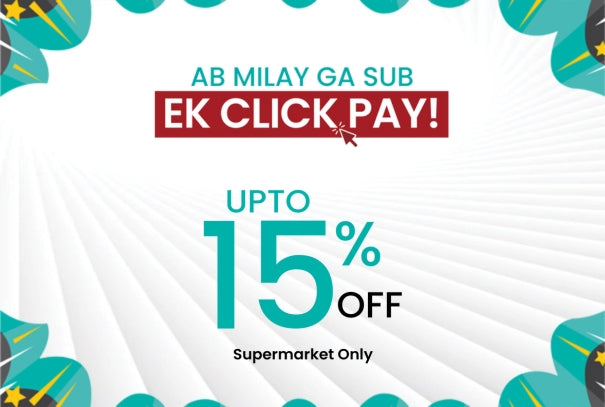 AB MILAY GA SUB
EK CLICK PAY!
UPTO
15%
OFF
Supermarket Only